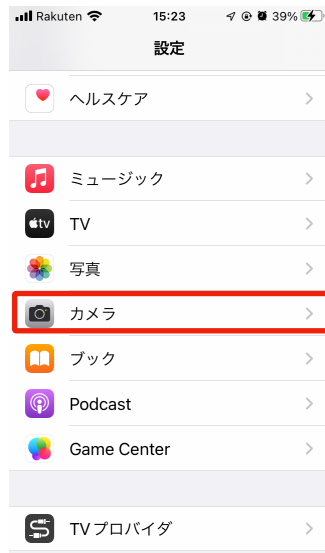 Rakuten 15:23 39%
設定
ヘルスケア
ミュージック
tv TV
写真
カメラ
ブック
Podcast
Game Center
TVプロバイダ